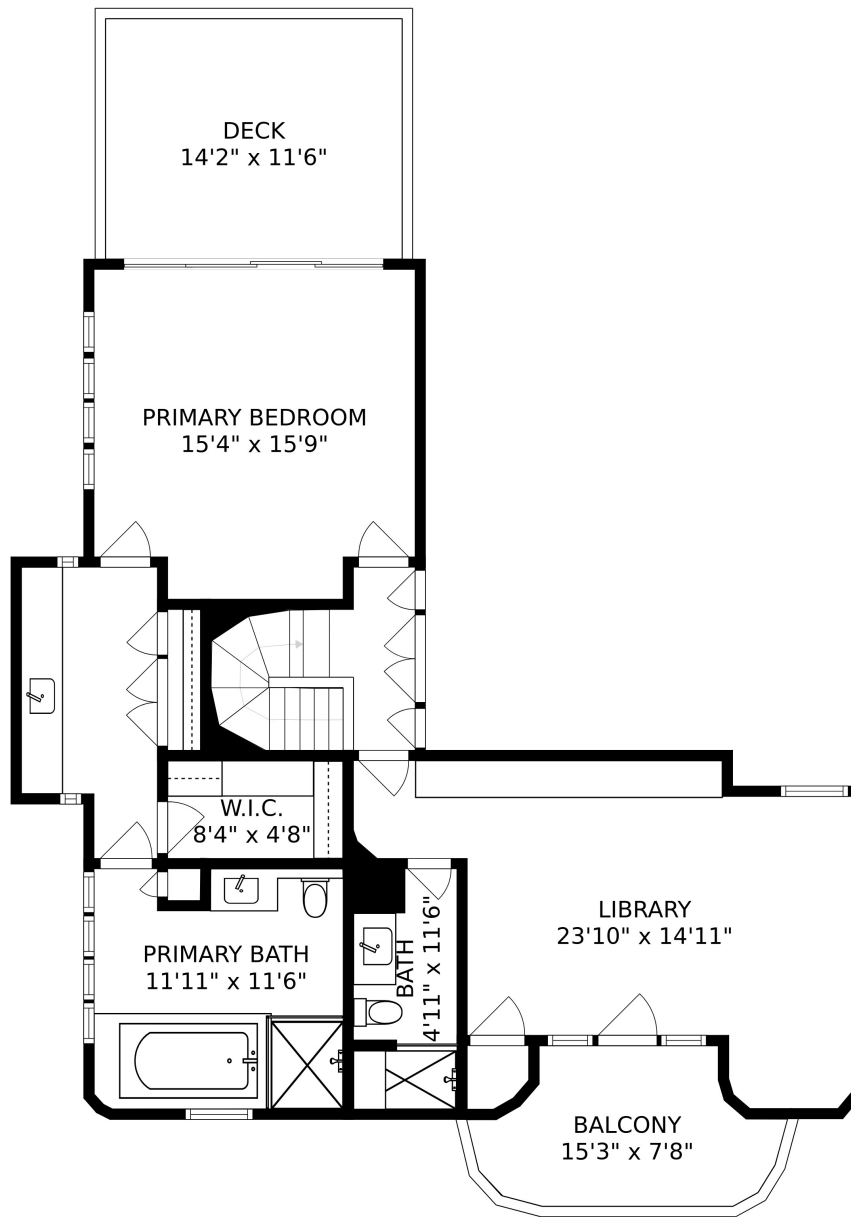 DECK
14'2" x 11'6"
PRIMARY BEDROOM
15'4" x 15'9"
W.I.C.
8'4" x 4'8"
LIBRARY
23'10" x 14'11"
PRIMARY BATH
11'11" x 11'6"
BATH
4'11" x 11'6"
BALCONY
15'3" x 7'8"